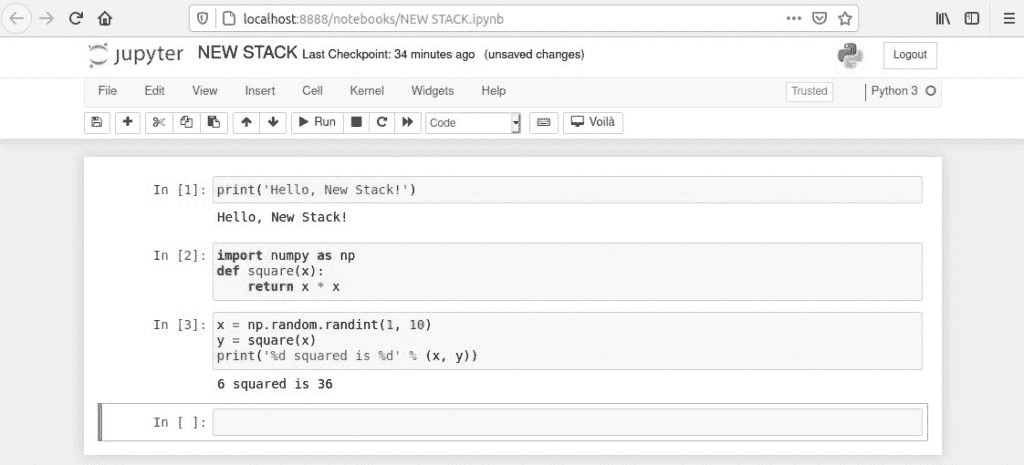 localhost:8888/notebooks/NEW STACK.ipynb
jupyter NEW STACK Last Checkpoint: 34 minutes ago (unsaved changes)
Logout
File Edit View Insert Cell Kernel Widgets Help
Trusted
Python 3
Run
Code
Voilà
In [1]: print('Hello, New Stack!')
Hello, New Stack!
In [2]: import numpy as np
def square(x):
    return x * x
In [3]: x = np.random.randint(1, 10)
y = square(x)
print('%d squared is %d' % (x, y))
6 squared is 36
In [ ]: